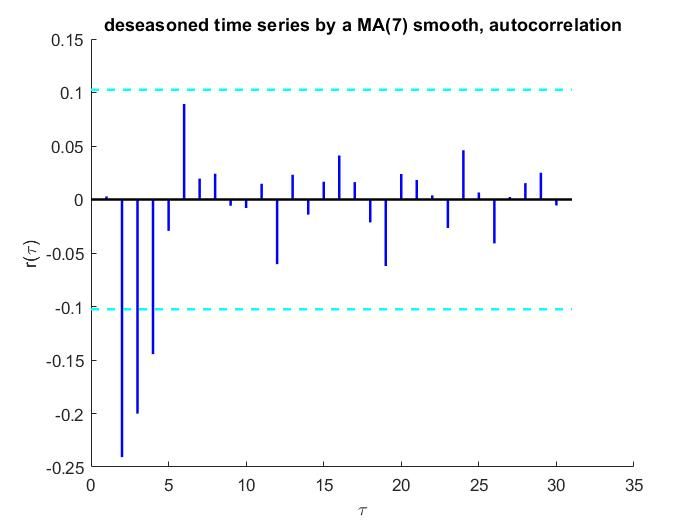 deseasoned time series by a MA(7) smooth, autocorrelation
0.15
0.1
0.05
0
-0.05
-0.1
-0.15
-0.2
-0.25
r(τ)
0 5 10 15 20 25 30 35
τ